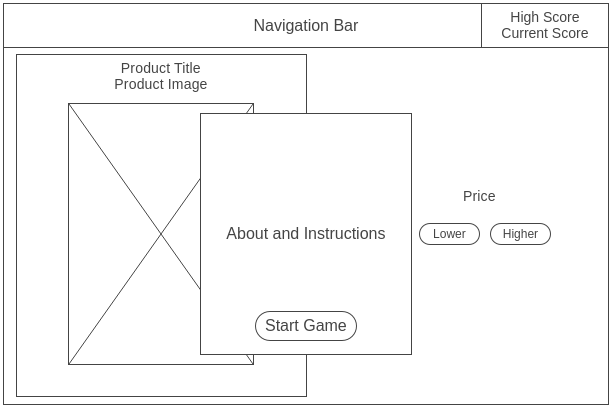 Navigation Bar
High Score
Current Score
Product Title
Product Image
About and Instructions
Start Game
Price
Lower
Higher